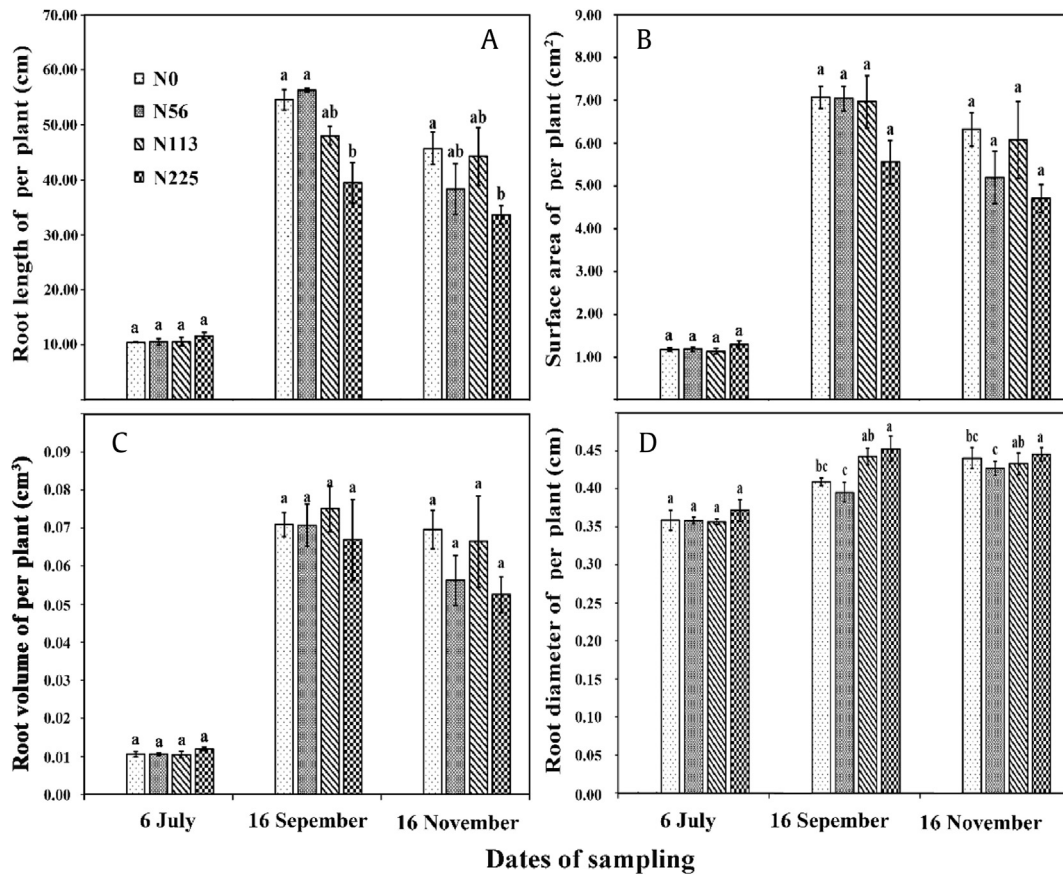 A
Root length of per plant (cm)
70.00
60.00
50.00
40.00
30.00
20.00
10.00
N0
N56
N113
N225
a a a a
a a ab b
a ab ab b
B
Surface area of per plant (cm²)
9.00
8.00
7.00
6.00
5.00
4.00
3.00
2.00
1.00
a a a a
a a a a
a a a a
C
Root volume of per plant (cm³)
0.09
0.08
0.07
0.06
0.05
0.04
0.03
0.02
0.01
0.00
a a a a
a a a a
a a a a
6 July 16 Sepember 16 November
D
Root diameter of per plant (cm)
0.45
0.40
0.35
0.30
0.25
0.20
0.15
0.10
0.05
0.00
a a a a
bc c ab a
bc c ab a
6 July 16 Sepember 16 November
Dates of sampling